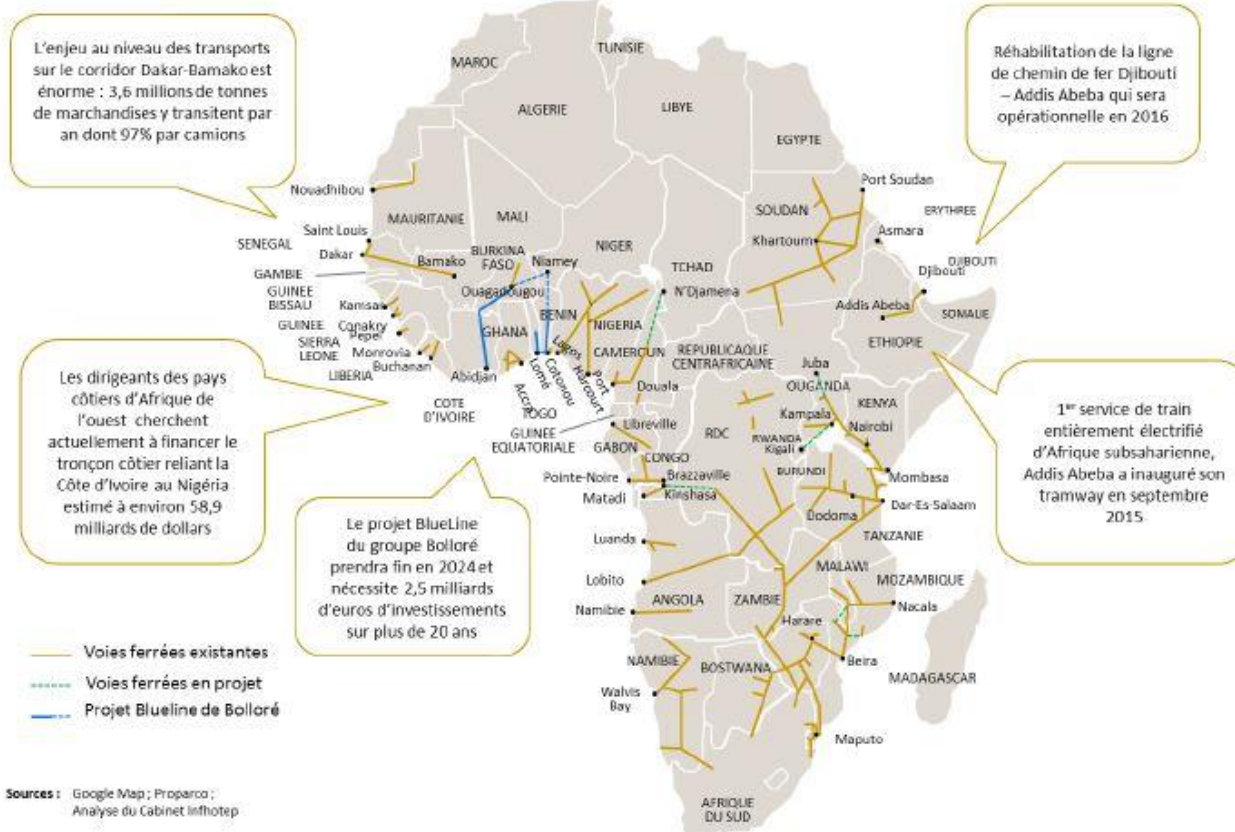 L'enjeu au niveau des transports
sur le corridor Dakar-Bamako est
énorme : 3,6 millions de tonnes
de marchandises y transitent par
an dont 97% par camions
Réhabilitation de la ligne
de chemin de fer Djibouti
– Addis Abeba qui sera
opérationnelle en 2016
Les dirigeants des pays
côtiers d'Afrique de
l'ouest cherchent
actuellement à financer le
tronçon côtier reliant la
Côte d'Ivoire au Nigéria
estimé à environ 58,9
milliards de dollars
Le projet BlueLine
du groupe Bolloré
prendra fin en 2024 et
nécessite 2,5 milliards
d'euros d'investissements
sur plus de 20 ans
1er service de train
entièrement électrifié
d'Afrique subsaharienne,
Addis Abeba a inauguré son
tramway en septembre
2015
TUNISIE
MAROC
ALGERIE
LIBYE
EGYPTE
Nouadhibou
MAURITANIE
MALI
NIGER
TCHAD
SOUDAN
Port Soudan
ERYTHREE
Khartoum
Asmara
Saint Louis
SENEGAL
Dakar
GAMBIE
Bamako
BURKINA
FASO
Niamey
Ouagadougou
N'Djamena
DJIBOUTI
Djibouti
Addis Abeba
SOMALIE
ETHIOPIE
GUINEE
BISSAU
Kamsar
GUINEE
Conakry
Pepel
SIERRA
LEONE
Monrovia
Buchanan
LIBERIA
GHANA
BENIN
NIGERIA
CAMEROUN
REPUBLICAQUE
CENTRAFRICAINE
Abidjan
COTE
D'IVOIRE
Accra
Lomé
TOGO
Cotonou
Lagos
Port
Harcourt
Douala
GUINEE
EQUATORIALE
Libreville
GABON
CONGO
RDC
Juba
OUGANDA
Kampala
KENYA
Nairobi
RWANDA
Kigali
BURUNDI
Mombasa
Pointe-Noire
Brazzaville
Matadi
Kinshasa
Dodoma
Dar-Es-Salaam
TANZANIE
Luanda
Lobito
ANGOLA
Namibie
ZAMBIE
MALAWI
MOZAMBIQUE
Nacala
Harare
Beira
NAMIBIE
BOSTWANA
MADAGASCAR
Walvis
Bay
Maputo
AFRIQUE
DU SUD
Voies ferrées existantes
Voies ferrées en projet
Projet Blueline de Bolloré
Sources : Google Map ; Proparco ;
Analyse du Cabinet Infhotep